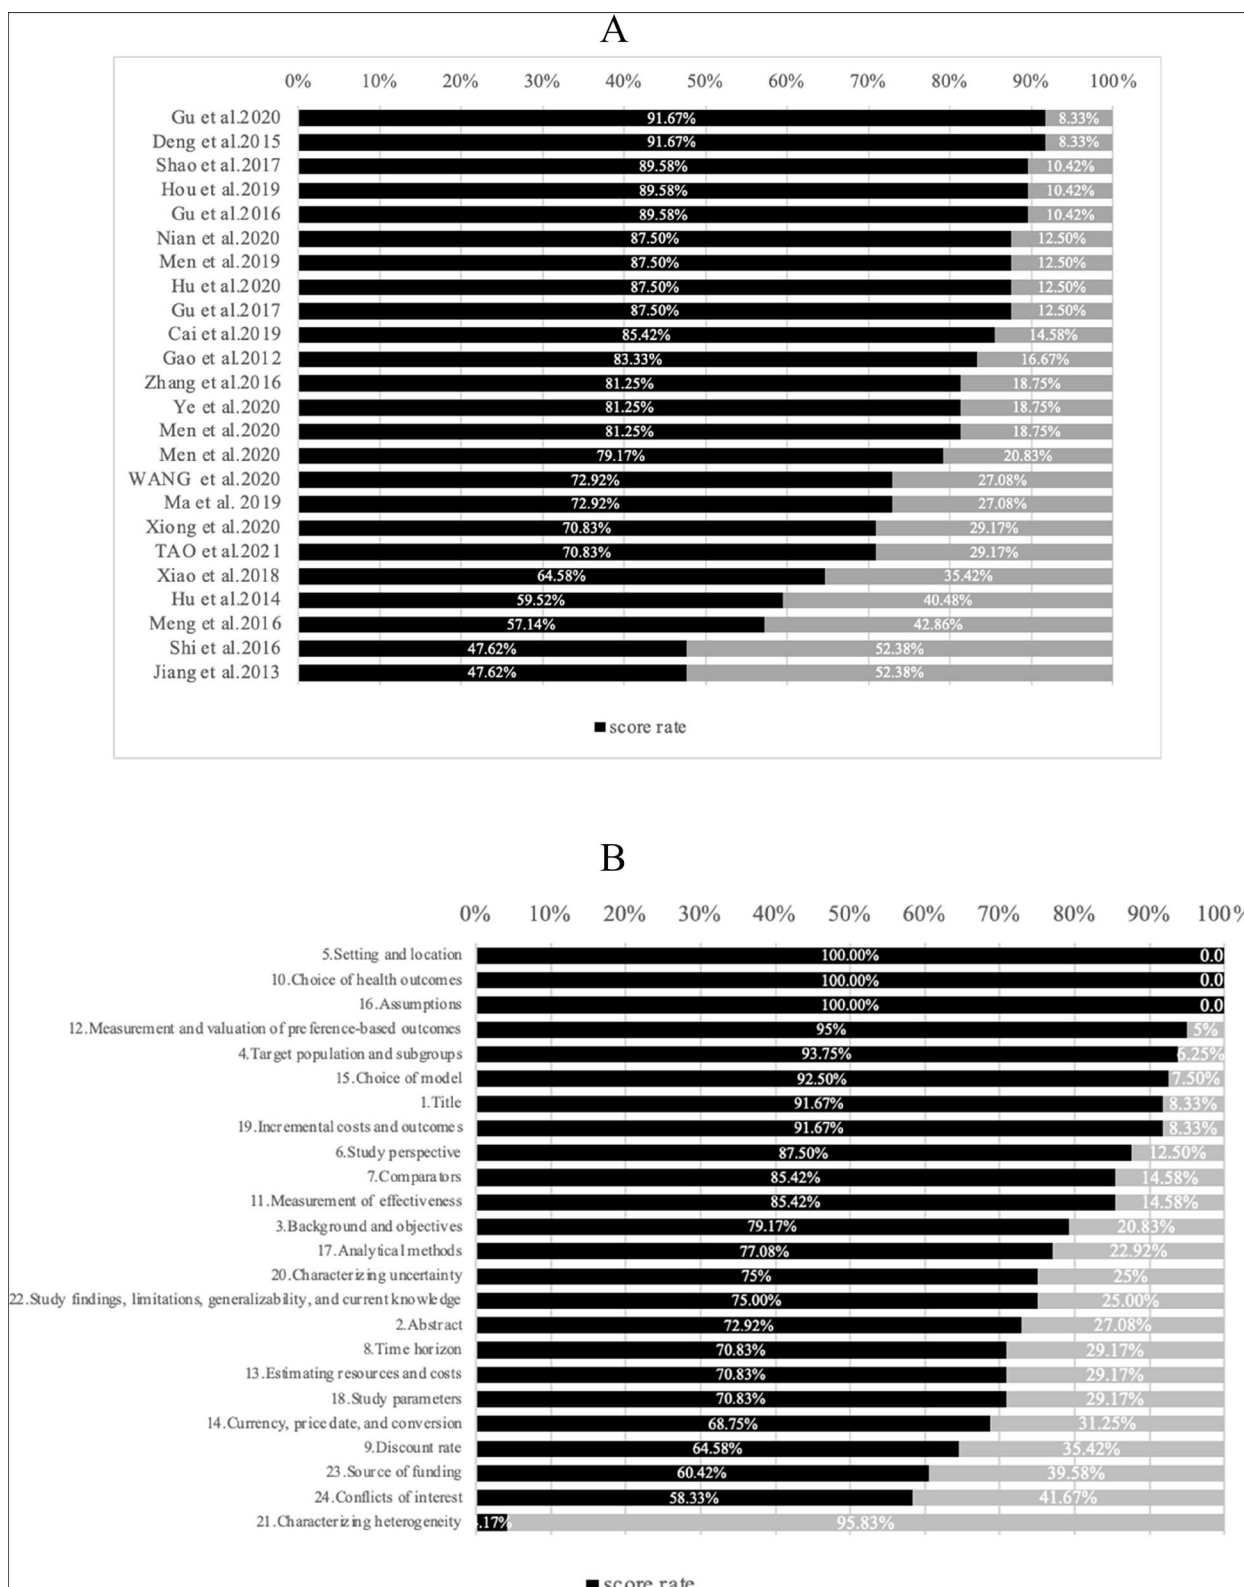 A
0% 10% 20% 30% 40% 50% 60% 70% 80% 90% 100%
Gu et al.2020 91.67% 8.33%
Deng et al.2015 91.67% 8.33%
Shao et al.2017 89.58% 10.42%
Hou et al.2019 89.58% 10.42%
Gu et al.2016 89.58% 10.42%
Nian et al.2020 87.50% 12.50%
Men et al.2019 87.50% 12.50%
Hu et al.2020 87.50% 12.50%
Gu et al.2017 87.50% 12.50%
Cai et al.2019 85.42% 14.58%
Gao et al.2012 83.33% 16.67%
Zhang et al.2016 81.25% 18.75%
Ye et al.2020 81.25% 18.75%
Men et al.2020 81.25% 18.75%
Men et al.2020 79.17% 20.83%
WANG et al.2020 72.92% 27.08%
Ma et al. 2019 72.92% 27.08%
Xiong et al.2020 70.83% 29.17%
TAO et al.2021 70.83% 29.17%
Xiao et al.2018 64.58% 35.42%
Hu et al.2014 59.52% 40.48%
Meng et al.2016 57.14% 42.86%
Shi et al.2016 47.62% 52.38%
Jiang et al.2013 47.62% 52.38%
score rate
B
0% 10% 20% 30% 40% 50% 60% 70% 80% 90% 100%
5.Setting and location 100.00% 0.0
10.Choice of health outcomes 100.00% 0.0
16.Assumptions 100.00% 0.0
12.Measurement and valuation of preference-based outcomes 95% 5%
4.Target population and subgroups 93.75% 6.25%
15.Choice of model 92.50% 7.50%
1.Title 91.67% 8.33%
19.Incremental costs and outcomes 91.67% 8.33%
6.Study perspective 87.50% 12.50%
7.Comparators 85.42% 14.58%
11.Measurement of effectiveness 85.42% 14.58%
3.Background and objectives 79.17% 20.83%
17.Analytical methods 77.08% 22.92%
20.Characterizing uncertainty 75% 25%
22.Study findings, limitations, generalizability, and current knowledge 75.00% 25.00%
2.Abstract 72.92% 27.08%
8.Time horizon 70.83% 29.17%
13.Estimating resources and costs 70.83% 29.17%
18.Study parameters 70.83% 29.17%
14.Currency, price date, and conversion 68.75% 31.25%
9.Discount rate 64.58% 35.42%
23.Source of funding 60.42% 39.58%
24.Conflicts of interest 58.33% 41.67%
21.Characterizing heterogeneity .17% 95.83%
score rate